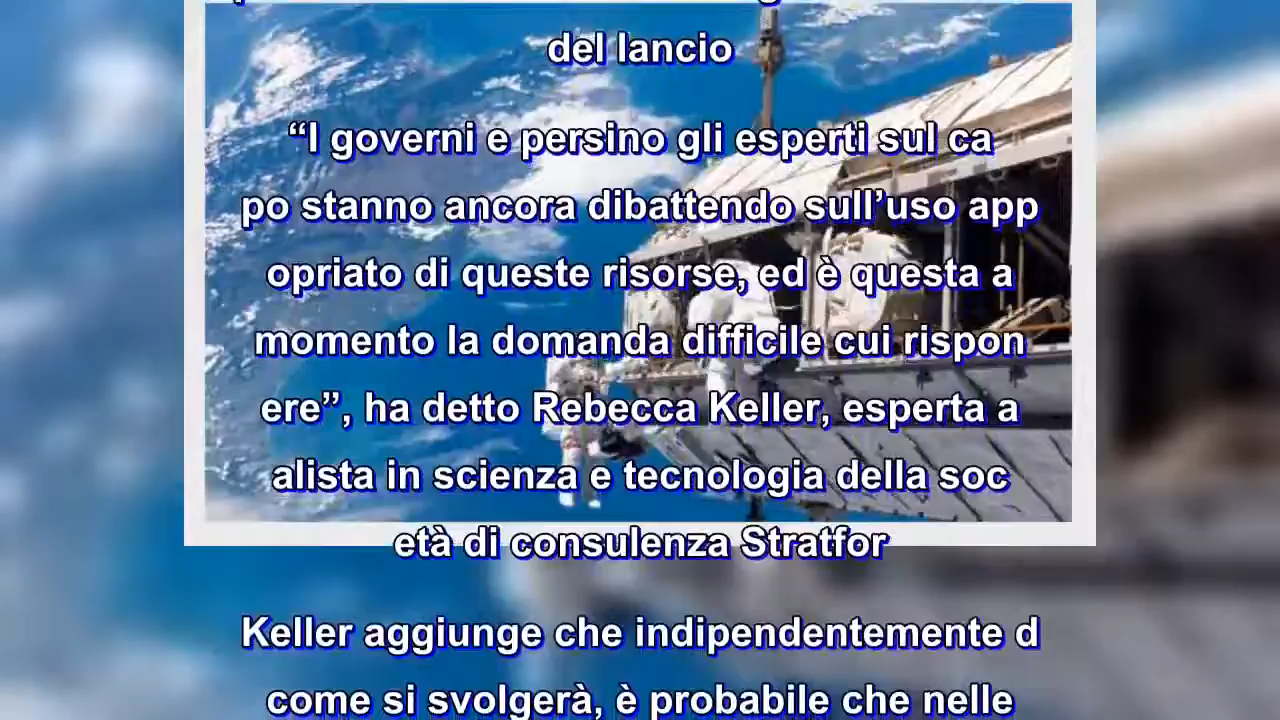 del lancio
“I governi e persino gli esperti sul ca
po stanno ancora dibattendo sull’uso app
opriato di queste risorse, ed è questa a
momento la domanda difficile cui rispon
ere”, ha detto Rebecca Keller, esperta a
alista in scienza e tecnologia della soc
età di consulenza Stratfor
Keller aggiunge che indipendentemente d
come si svolgerà, è probabile che nelle